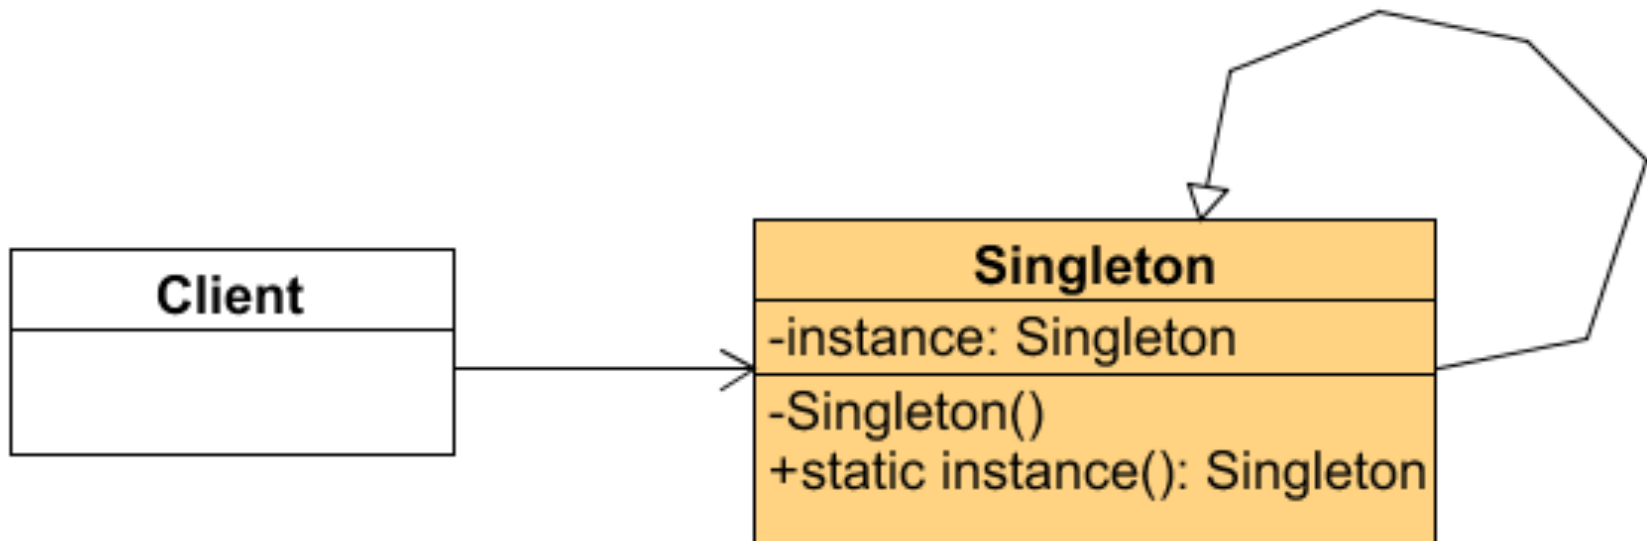 Client
Singleton
-instance: Singleton
-Singleton()
+static instance(): Singleton